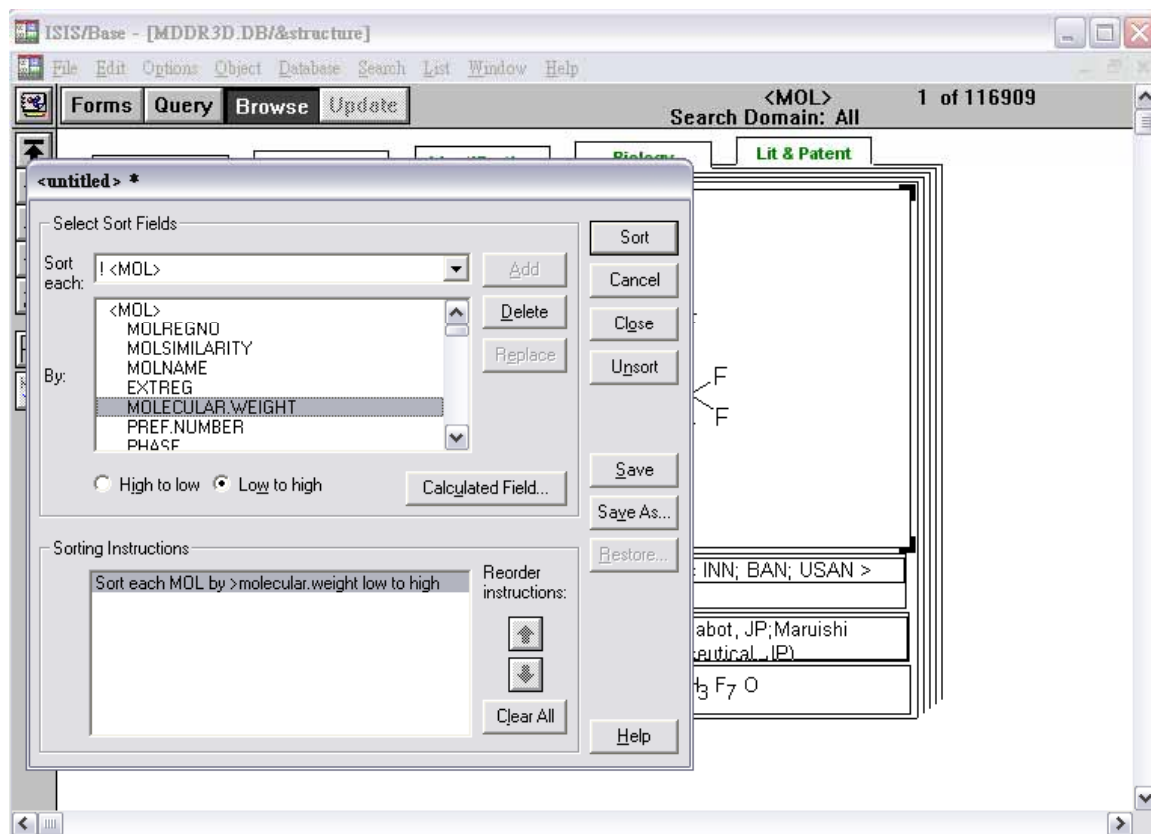 ISIS/Base - [MDDR3D.DB/&structure]
File Edit Options Object Database Search List Window Help
Forms Query Browse Update
<MOL> 1 of 116909
Search Domain: All
Biology Lit & Patent
<untitled> *
Select Sort Fields
Sort each:
! <MOL>
Add
Delete
Replace
By:
<MOL>
MOLREGNO
MOLSIMILARITY
MOLNAME
EXTREG
MOLECULAR.WEIGHT
PREF.NUMBER
PHASE
High to low Low to high
Calculated Field...
Sort
Cancel
Close
Unsort
Save
Save As...
Restore...
Help
Sorting Instructions
Sort each MOL by >molecular.weight low to high
Reorder
instructions:
Clear All
F
F
INN; BAN; USAN >
abot, JP;Maruishi
eutical, JP)
H3 F7 O